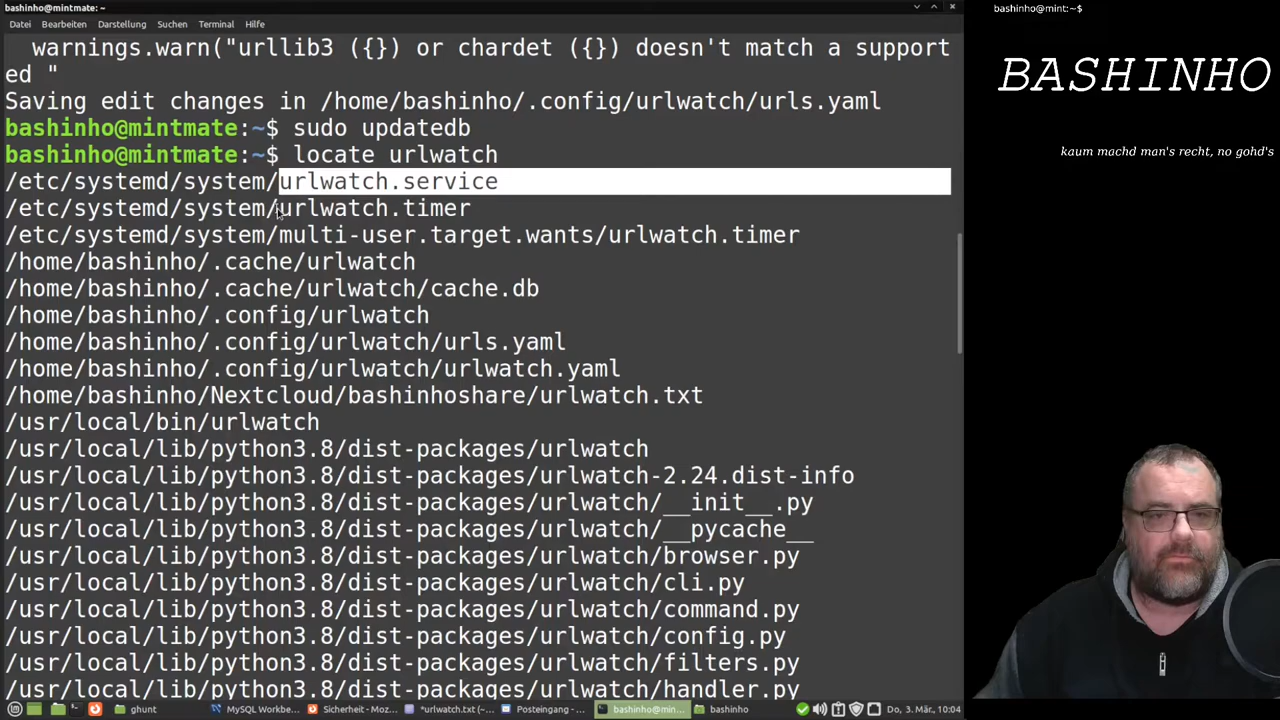 bashinho@mintmate: ~
Datei Bearbeiten Darstellung Suchen Terminal Hilfe
warnings.warn("urllib3 ({}) or chardet ({}) doesn't match a support
ed "
Saving edit changes in /home/bashinho/.config/urlwatch/urls.yaml
bashinho@mintmate:~$ sudo updatedb
bashinho@mintmate:~$ locate urlwatch
/etc/systemd/system/urlwatch.service
/etc/systemd/system/urlwatch.timer
/etc/systemd/system/multi-user.target.wants/urlwatch.timer
/home/bashinho/.cache/urlwatch
/home/bashinho/.cache/urlwatch/cache.db
/home/bashinho/.config/urlwatch
/home/bashinho/.config/urlwatch/urls.yaml
/home/bashinho/.config/urlwatch/urlwatch.yaml
/home/bashinho/Nextcloud/bashinhoshare/urlwatch.txt
/usr/local/bin/urlwatch
/usr/local/lib/python3.8/dist-packages/urlwatch
/usr/local/lib/python3.8/dist-packages/urlwatch-2.24.dist-info
/usr/local/lib/python3.8/dist-packages/urlwatch/__init__.py
/usr/local/lib/python3.8/dist-packages/urlwatch/__pycache__
/usr/local/lib/python3.8/dist-packages/urlwatch/browser.py
/usr/local/lib/python3.8/dist-packages/urlwatch/cli.py
/usr/local/lib/python3.8/dist-packages/urlwatch/command.py
/usr/local/lib/python3.8/dist-packages/urlwatch/config.py
/usr/local/lib/python3.8/dist-packages/urlwatch/filters.py
/usr/local/lib/python3.8/dist-packages/urlwatch/handler.py
ghunt MySQL Workbe... Sicherheit - Moz... *urlwatch.txt (~... Posteingang - ... bashinho@min... bashinho Do, 3. Mär., 10:04
bashinho@mint:~$
BASHINHO
kaum machd man's recht, no gohd's